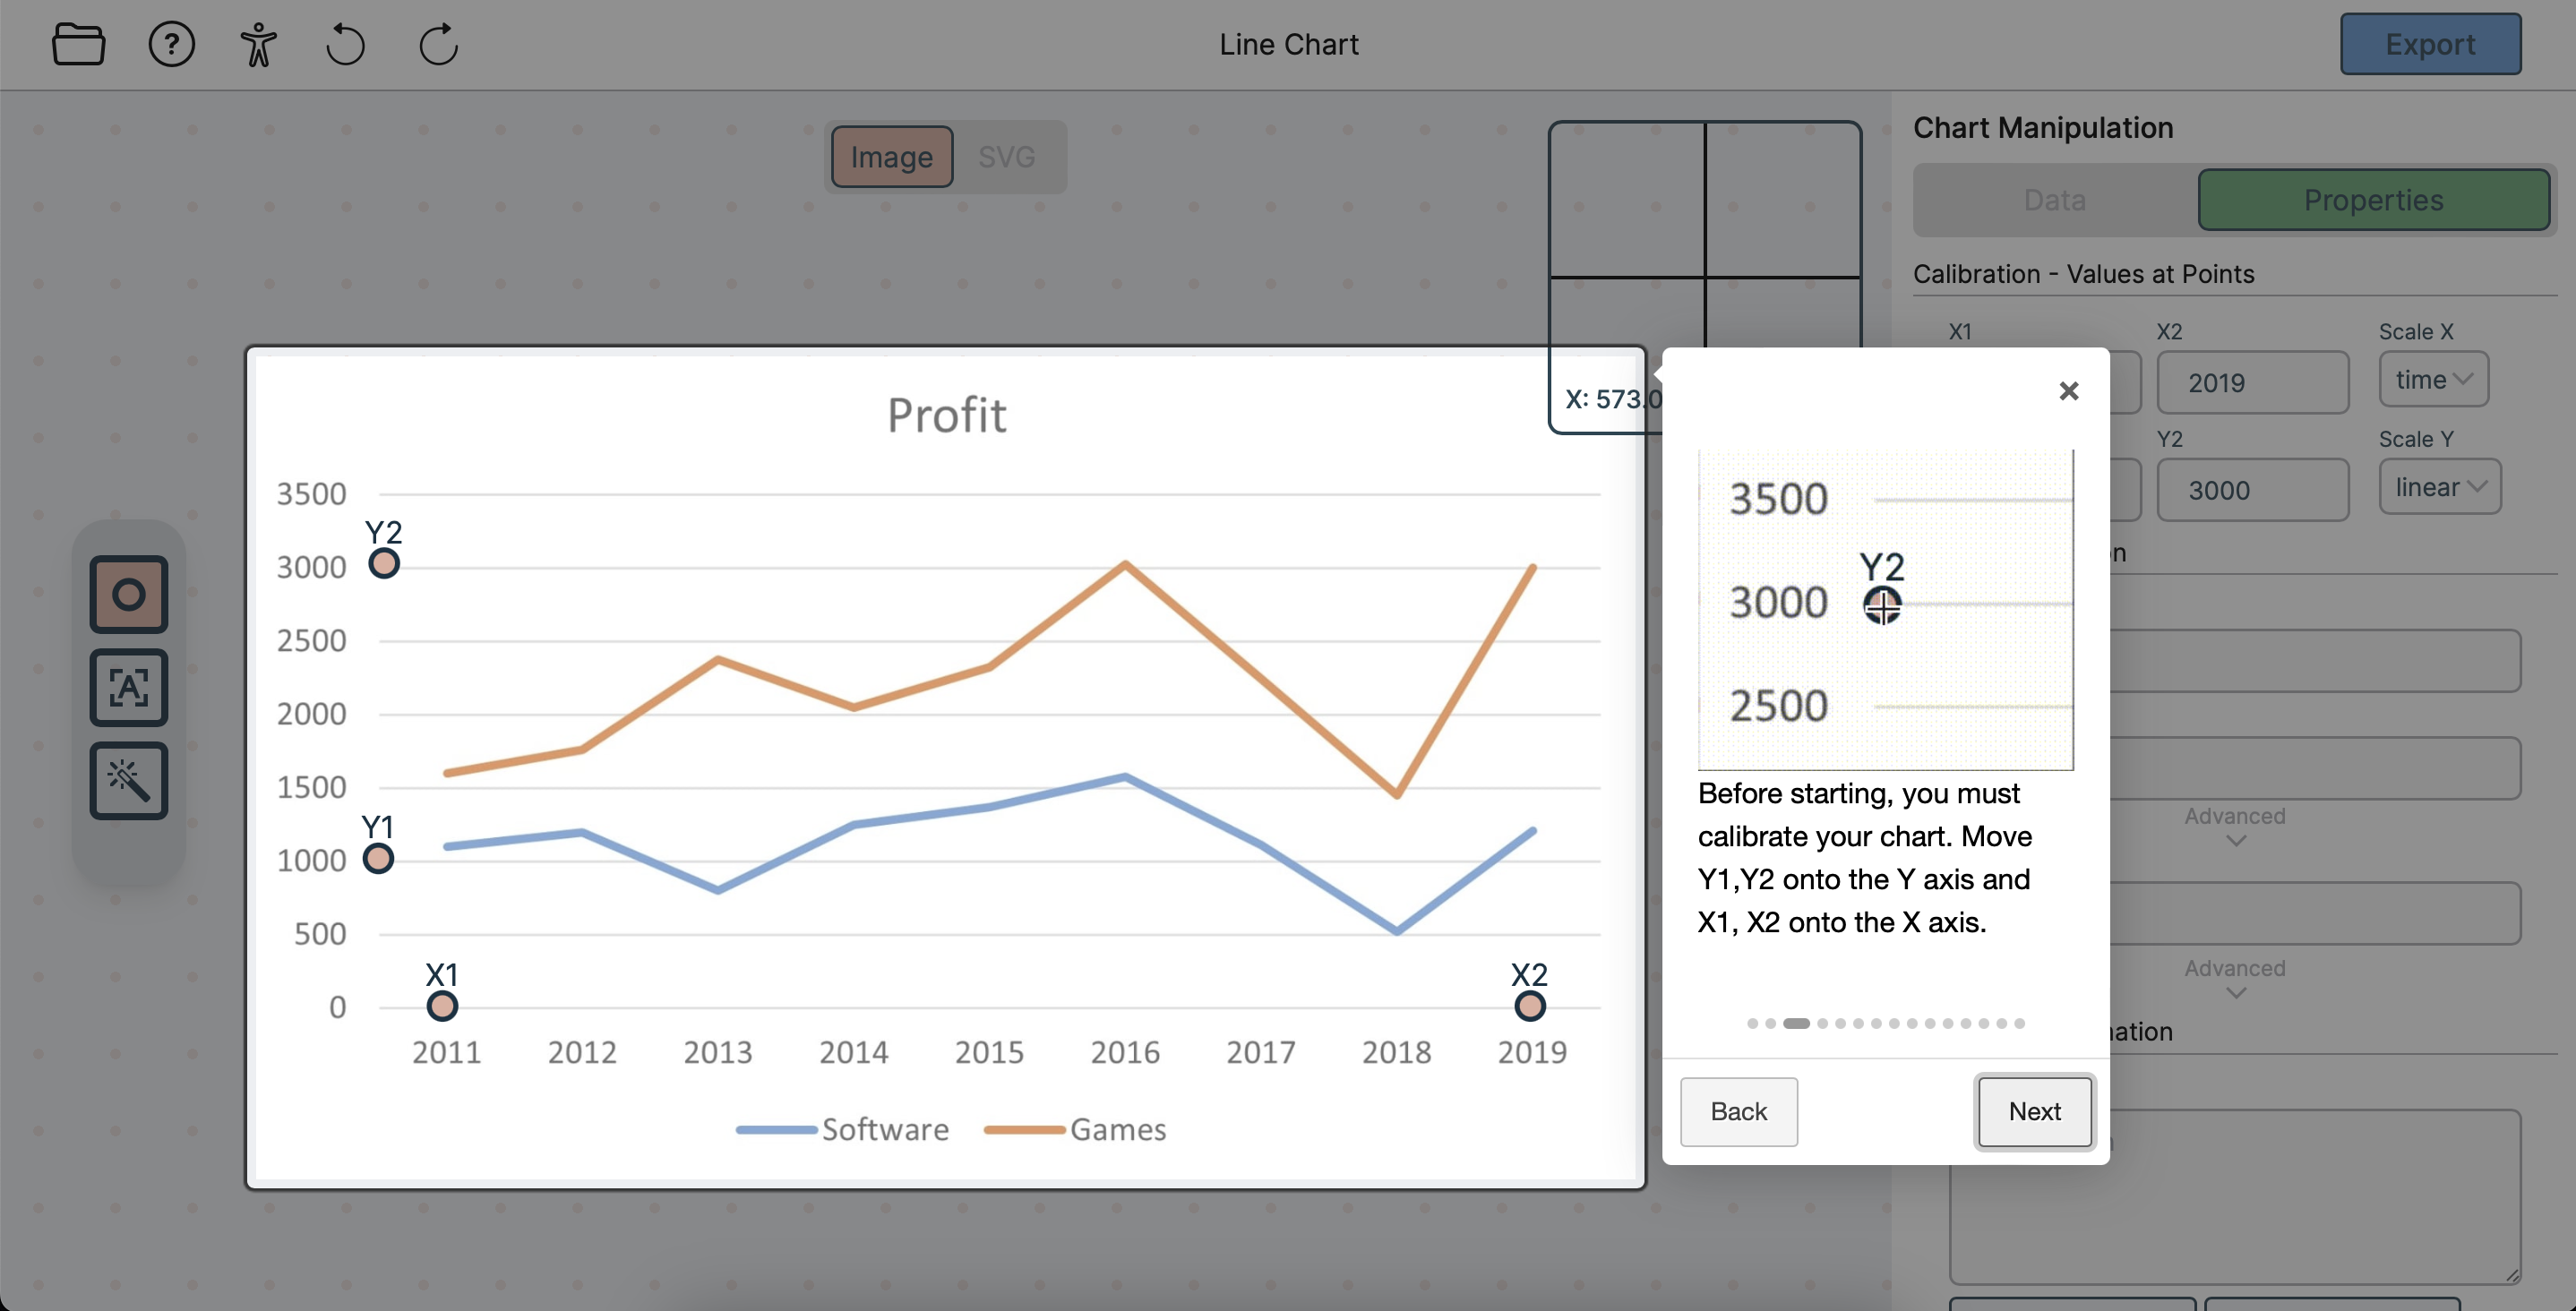 Line Chart
Export
Image
SVG
Chart Manipulation
Data
Properties
Calibration - Values at Points
X1
X2
Scale X
2019
time
Y2
Scale Y
3000
linear
X: 573.0
Profit
3500
3000
2500
2000
1500
1000
500
0
Y2
Y1
X1
X2
2011
2012
2013
2014
2015
2016
2017
2018
2019
Software
Games
×
3500
3000
2500
Y2
Before starting, you must
calibrate your chart. Move
Y1,Y2 onto the Y axis and
X1, X2 onto the X axis.
Back
Next
Advanced
Advanced